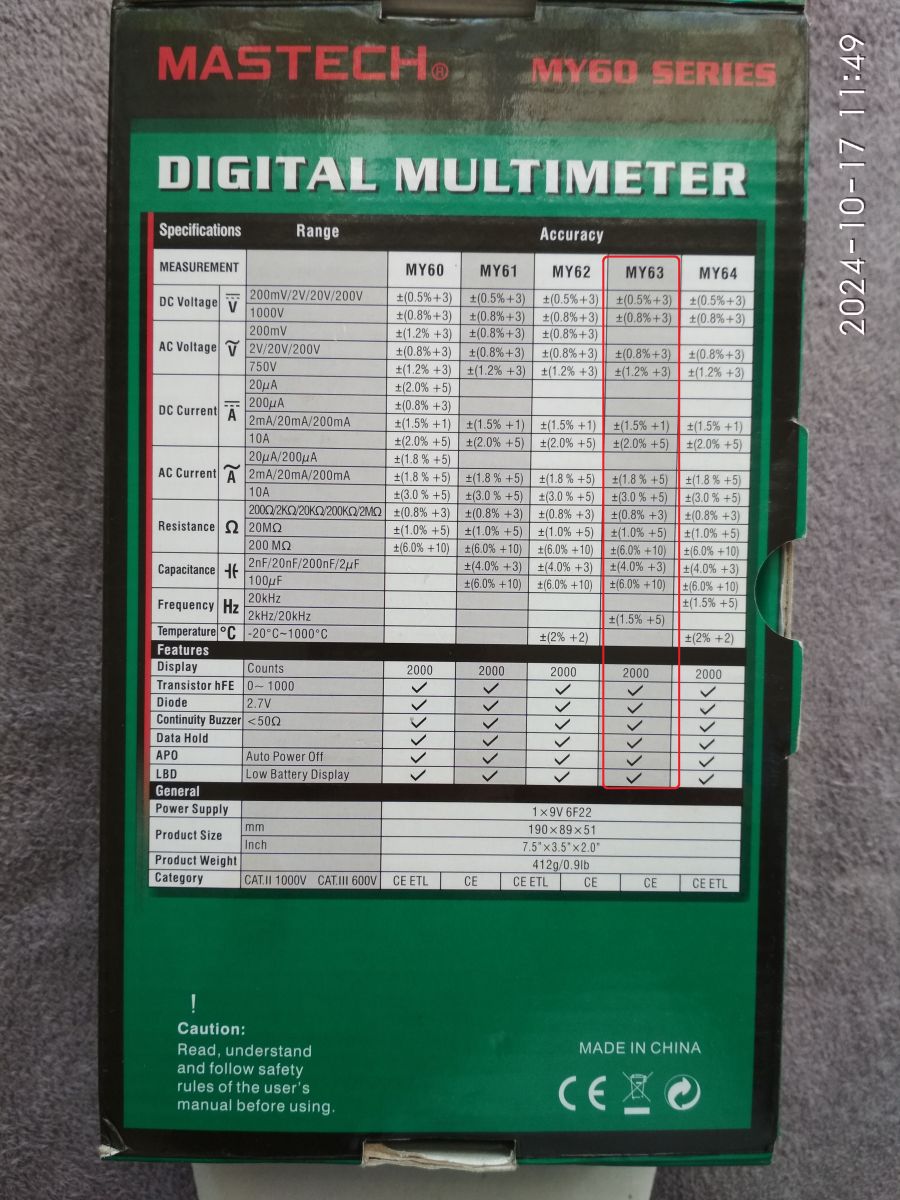 MASTECH® MY60 SERIES
DIGITAL MULTIMETER
Specifications Range Accuracy
MEASUREMENT MY60 MY61 MY62 MY63 MY64
DC Voltage V 200mV/2V/20V/200V ±(0.5%+3) ±(0.5%+3) ±(0.5%+3) ±(0.5%+3) ±(0.5%+3)
1000V ±(0.8%+3) ±(0.8%+3) ±(0.8%+3) ±(0.8%+3) ±(0.8%+3)
AC Voltage V 200mV ±(1.2% +3) ±(0.8%+3) ±(0.8%+3)
2V/20V/200V ±(0.8%+3) ±(0.8%+3) ±(0.8%+3) ±(0.8%+3) ±(0.8%+3)
750V ±(1.2% +3) ±(1.2% +3) ±(1.2% +3) ±(1.2% +3) ±(1.2% +3)
DC Current A 20µA ±(2.0% +5)
200µA ±(0.8% +3)
2mA/20mA/200mA ±(1.5% +1) ±(1.5% +1) ±(1.5% +1) ±(1.5% +1) ±(1.5% +1)
10A ±(2.0% +5) ±(2.0% +5) ±(2.0% +5) ±(2.0% +5) ±(2.0% +5)
AC Current A 20µA/200µA ±(1.8 % +5)
2mA/20mA/200mA ±(1.8 % +5) ±(1.8 % +5) ±(1.8 % +5) ±(1.8 % +5) ±(1.8 % +5)
10A ±(3.0 % +5) ±(3.0 % +5) ±(3.0 % +5) ±(3.0 % +5) ±(3.0 % +5)
Resistance Ω 200Ω/2KΩ/20KΩ/200KΩ/2MΩ ±(0.8% +3) ±(0.8% +3) ±(0.8% +3) ±(0.8% +3) ±(0.8% +3)
20MΩ ±(1.0% +5) ±(1.0% +5) ±(1.0% +5) ±(1.0% +5) ±(1.0% +5)
200 MΩ ±(6.0% +10) ±(6.0% +10) ±(6.0% +10) ±(6.0% +10) ±(6.0% +10)
Capacitance 2nF/20nF/200nF/2µF ±(4.0% +3) ±(4.0% +3) ±(4.0% +3) ±(4.0% +3)
100µF ±(6.0% +10) ±(6.0% +10) ±(6.0% +10) ±(6.0% +10)
Frequency Hz 20kHz ±(1.5% +5)
2kHz/20kHz ±(1.5% +5)
Temperature °C -20°C~1000°C ±(2% +2) ±(2% +2)
Features
Display Counts 2000 2000 2000 2000 2000
Transistor hFE 0~ 1000 ✓ ✓ ✓ ✓ ✓
Diode 2.7V ✓ ✓ ✓ ✓ ✓
Continuity Buzzer <50Ω ✓ ✓ ✓ ✓ ✓
Data Hold ✓ ✓ ✓ ✓ ✓
APO Auto Power Off ✓ ✓ ✓ ✓ ✓
LBD Low Battery Display ✓ ✓ ✓ ✓ ✓
General
Power Supply 1×9V 6F22
Product Size mm 190×89×51
Inch 7.5"×3.5"×2.0"
Product Weight 412g/0.9lb
Category CAT.II 1000V CAT.III 600V CE ETL CE CE ETL CE CE CE ETL
!
Caution:
Read, understand
and follow safety
rules of the user's
manual before using.
MADE IN CHINA
CE
2024-10-17 11:49